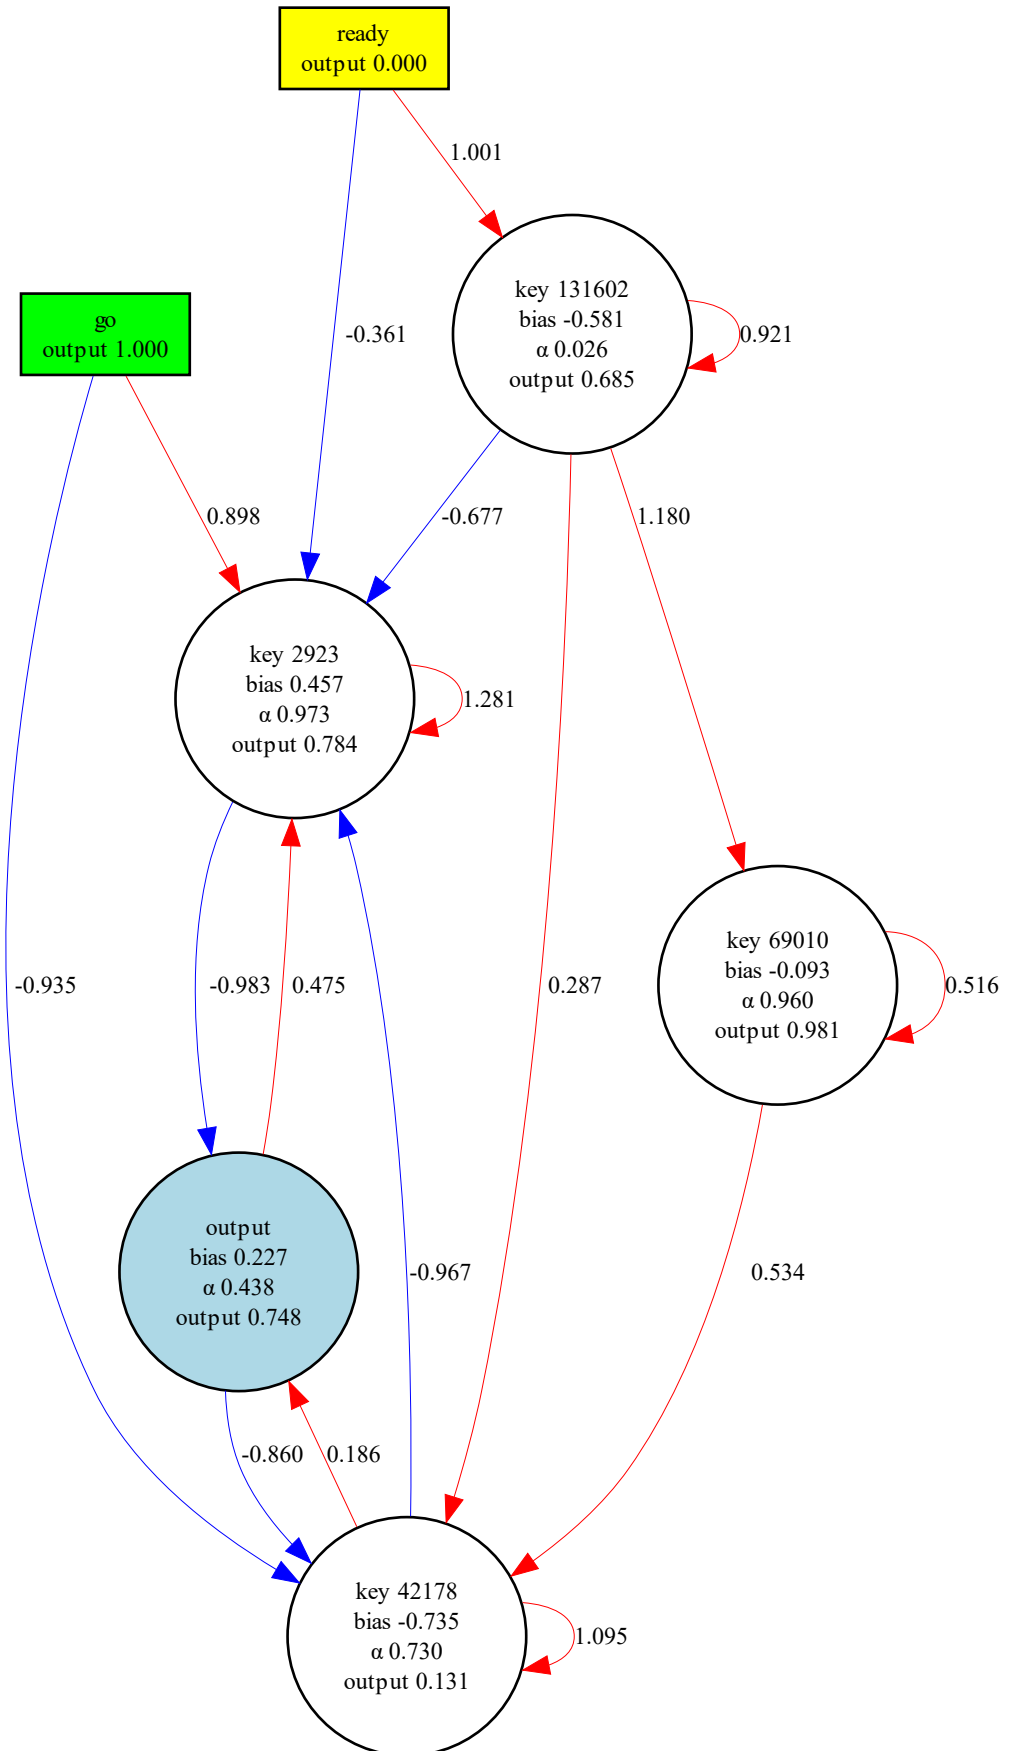 ready
output 0.000
1.001
key 131602
bias -0.581
α 0.026
output 0.685
0.921
go
output 1.000
-0.361
0.898
-0.677
1.180
key 2923
bias 0.457
α 0.973
output 0.784
1.281
key 69010
bias -0.093
α 0.960
output 0.981
0.516
-0.935
-0.983
0.475
0.287
output
bias 0.227
α 0.438
output 0.748
-0.967
0.534
-0.860
0.186
key 42178
bias -0.735
α 0.730
output 0.131
1.095